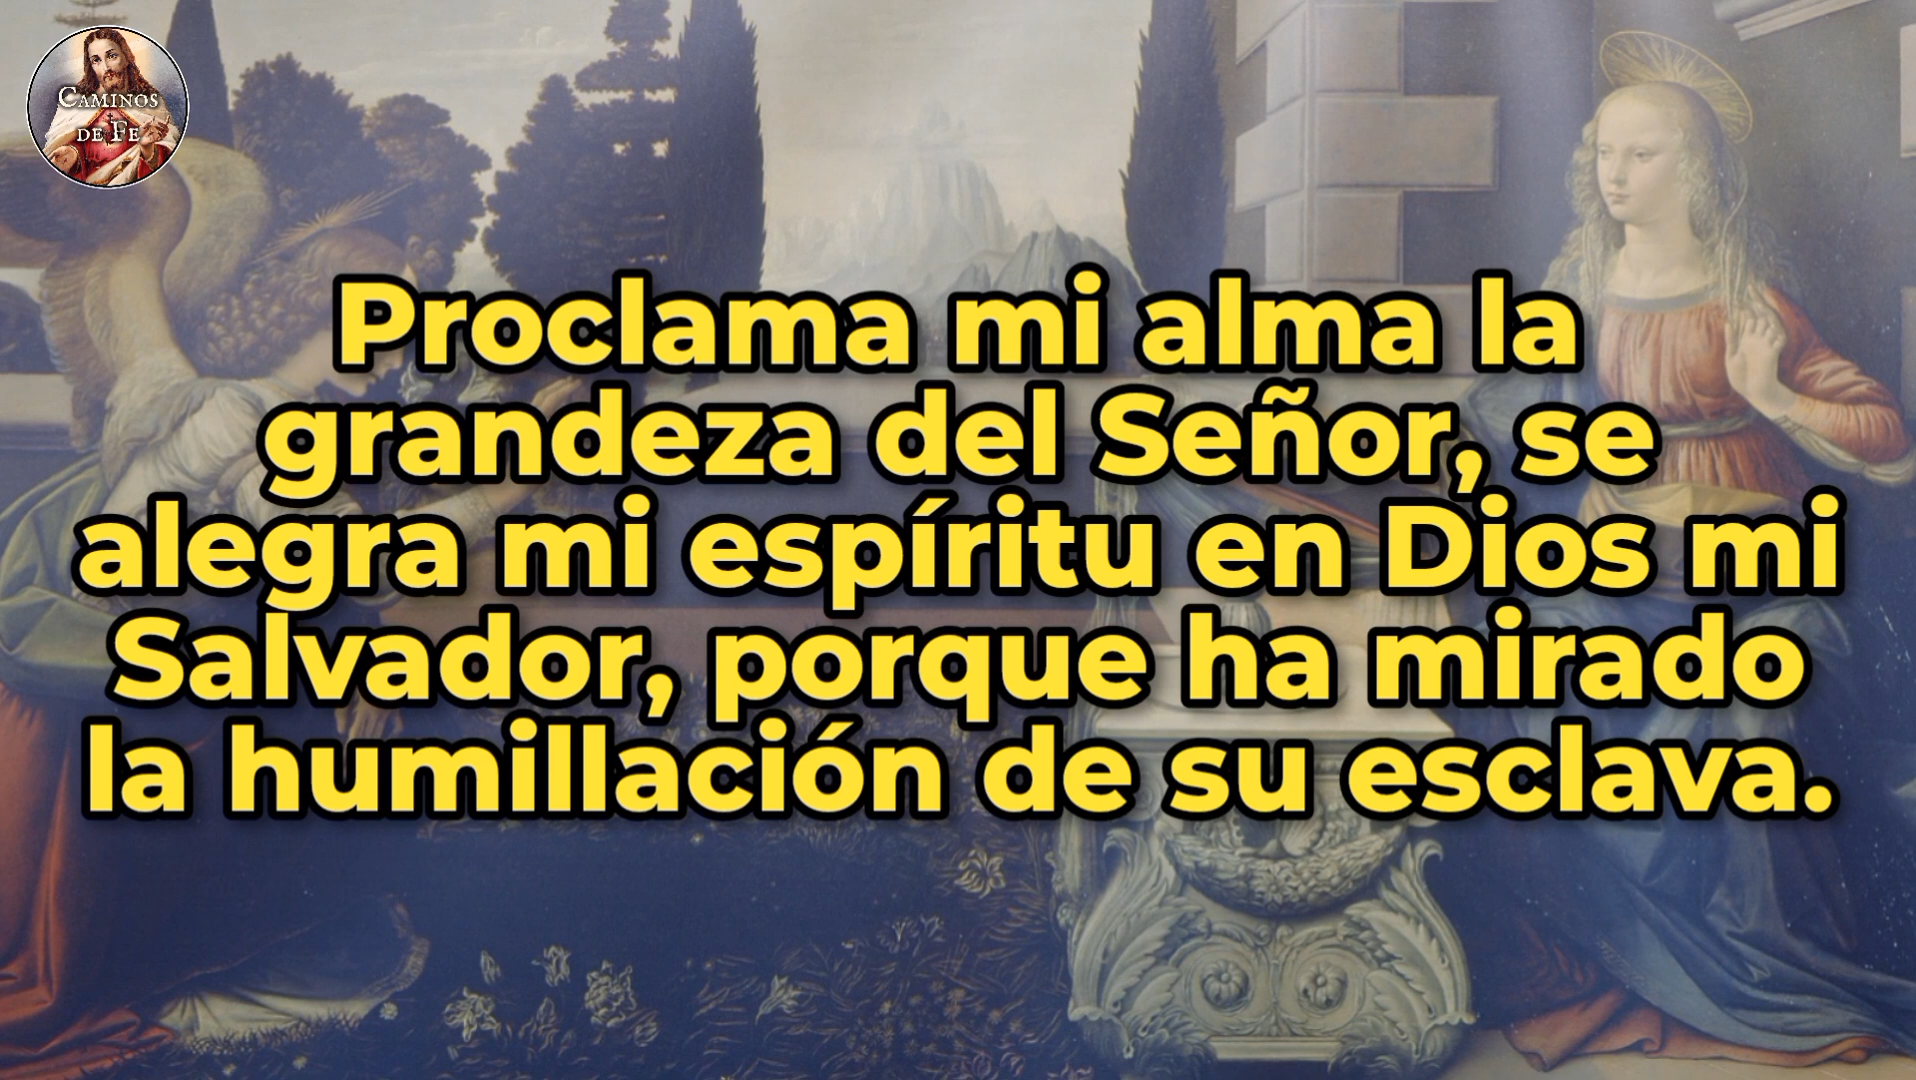 Caminos
de Fe
Proclama mi alma la
grandeza del Señor, se
alegra mi espíritu en Dios mi
Salvador, porque ha mirado
la humillación de su esclava.